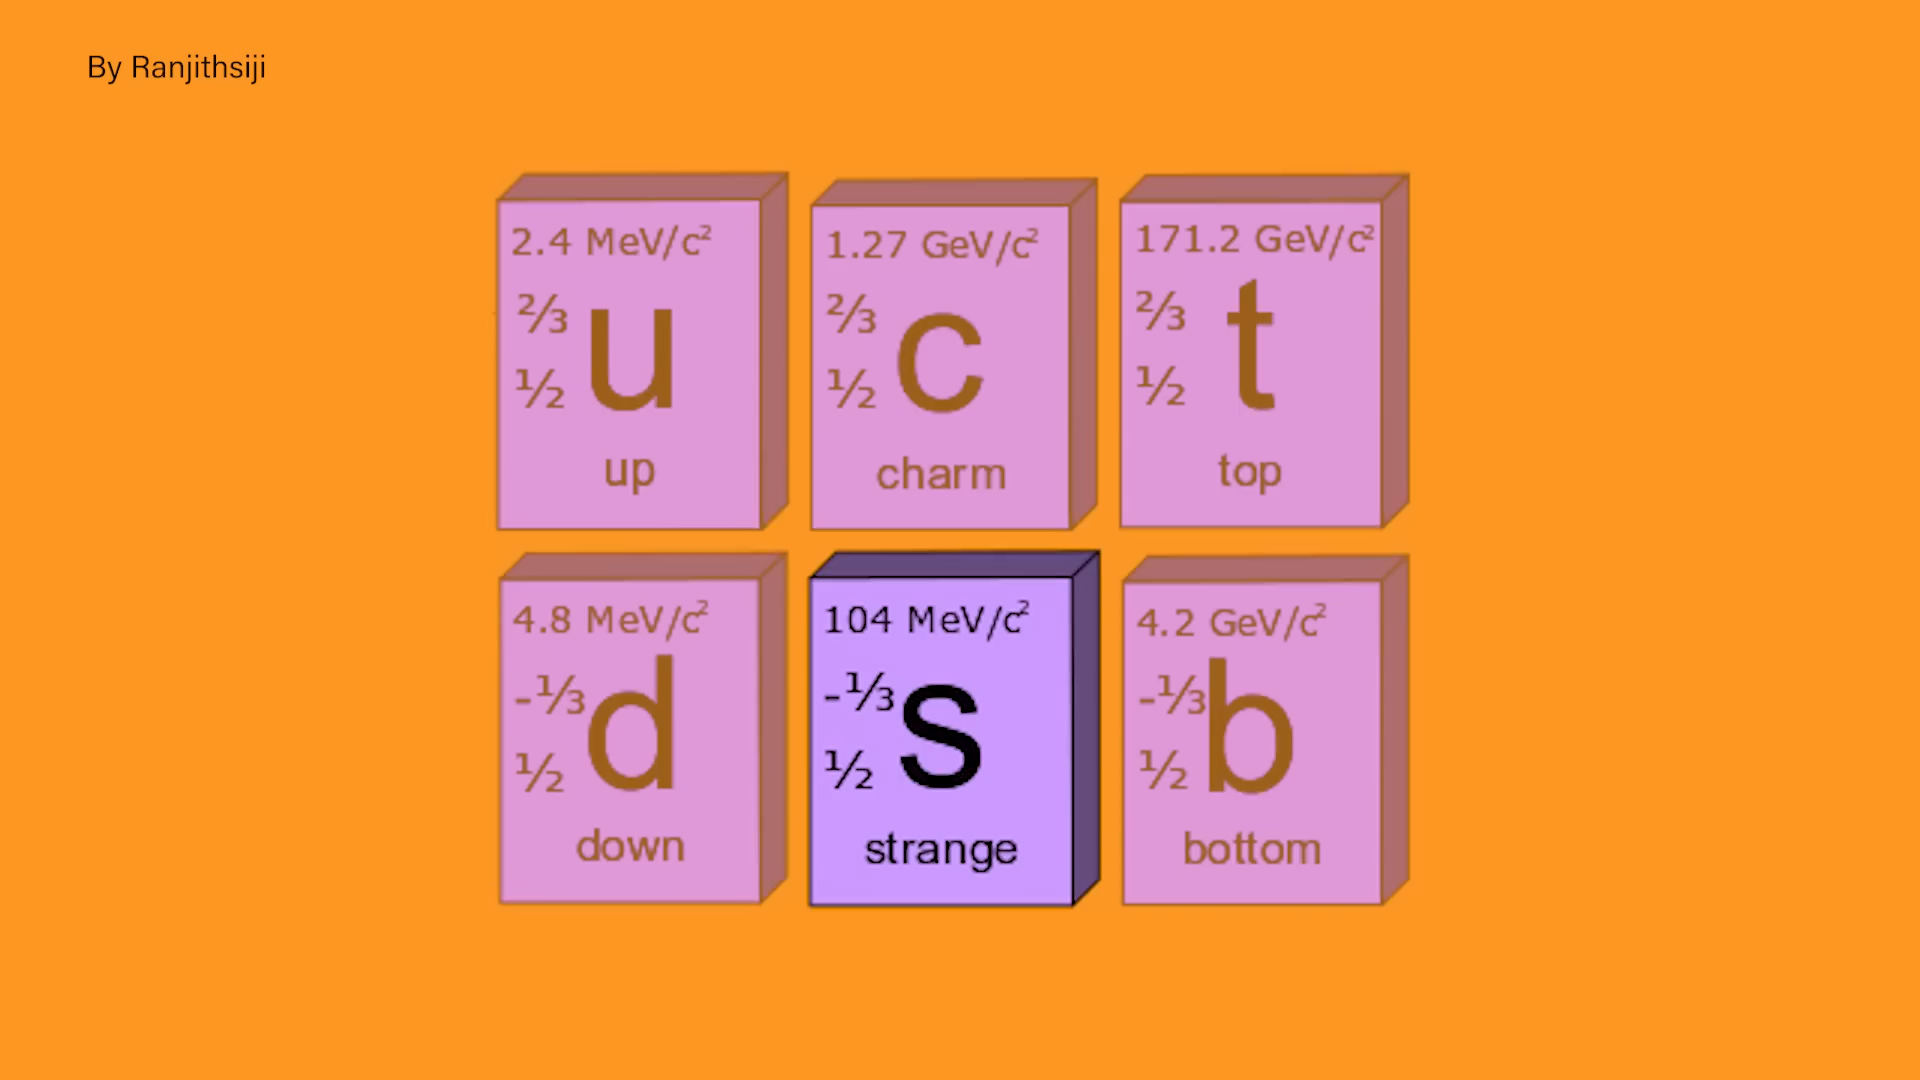 By Ranjithsiji
2.4 MeV/c²
⅔
½
u
up
1.27 GeV/c²
⅔
½
c
charm
171.2 GeV/c²
⅔
½
t
top
4.8 MeV/c²
-⅓
½
d
down
104 MeV/c²
-⅓
½
s
strange
4.2 GeV/c²
-⅓
½
b
bottom